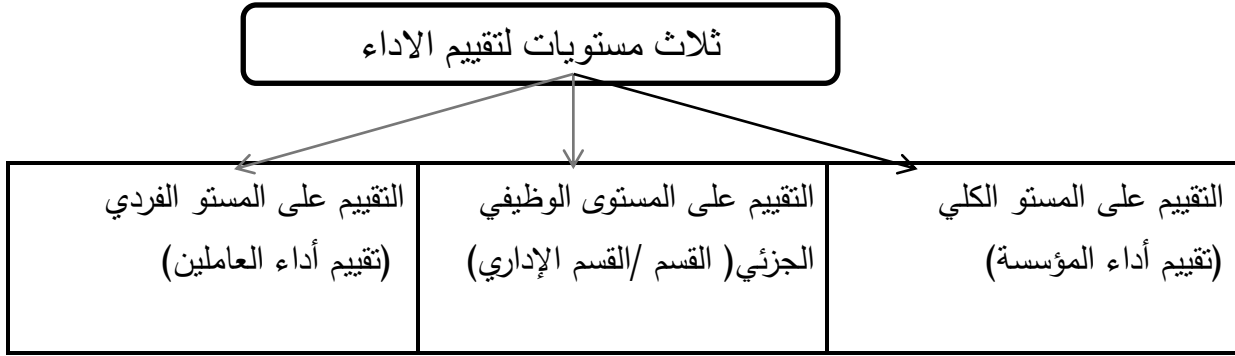 ثلاث مستويات لتقييم الاداء
التقييم على المستو الكلي
(تقييم أداء المؤسسة)
التقييم على المستوى الوظيفي
الجزئي( القسم /القسم الإداري)
التقييم على المستو الفردي
(تقييم أداء العاملين)